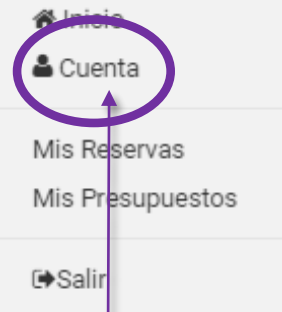 Inicio
Cuenta
Mis Reservas
Mis Presupuestos
Salir